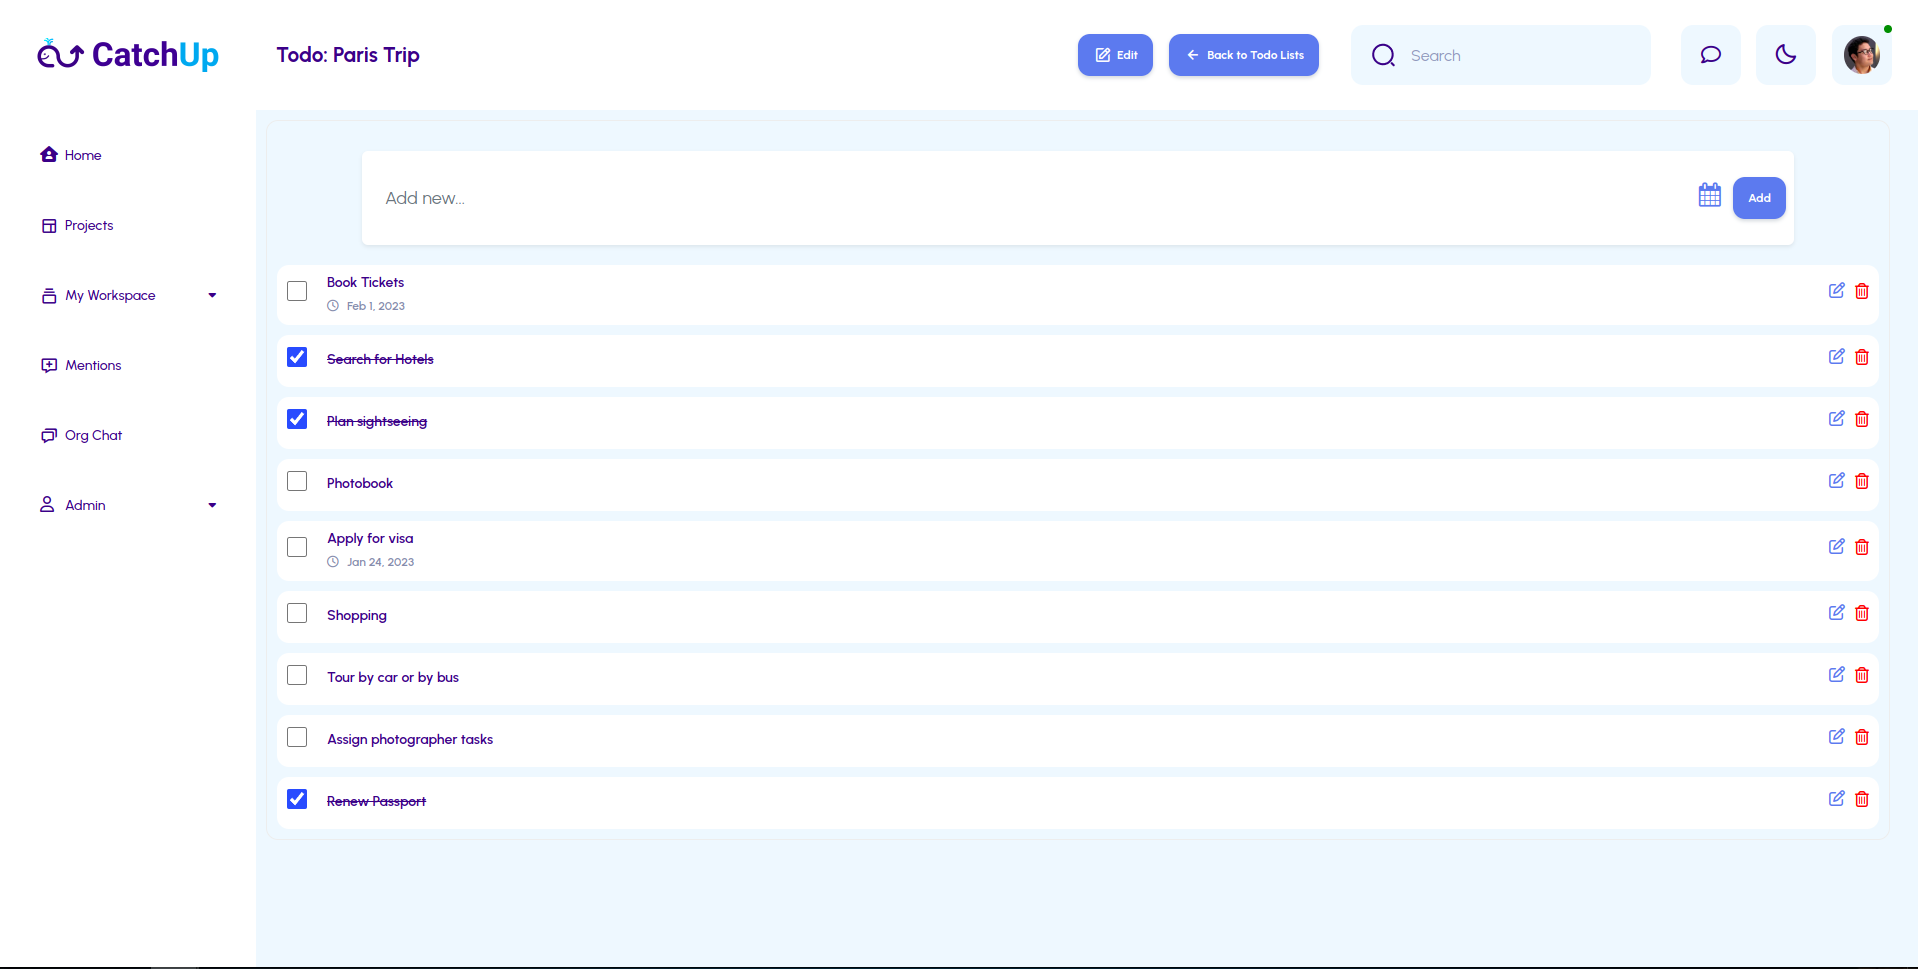 CatchUp
Todo: Paris Trip
Edit
Back to Todo Lists
Search
Home
Projects
My Workspace
Mentions
Org Chat
Admin
Add new...
Add
Book Tickets
Feb 1, 2023
Search for Hotels
Plan sightseeing
Photobook
Apply for visa
Jan 24, 2023
Shopping
Tour by car or by bus
Assign photographer tasks
Renew Passport